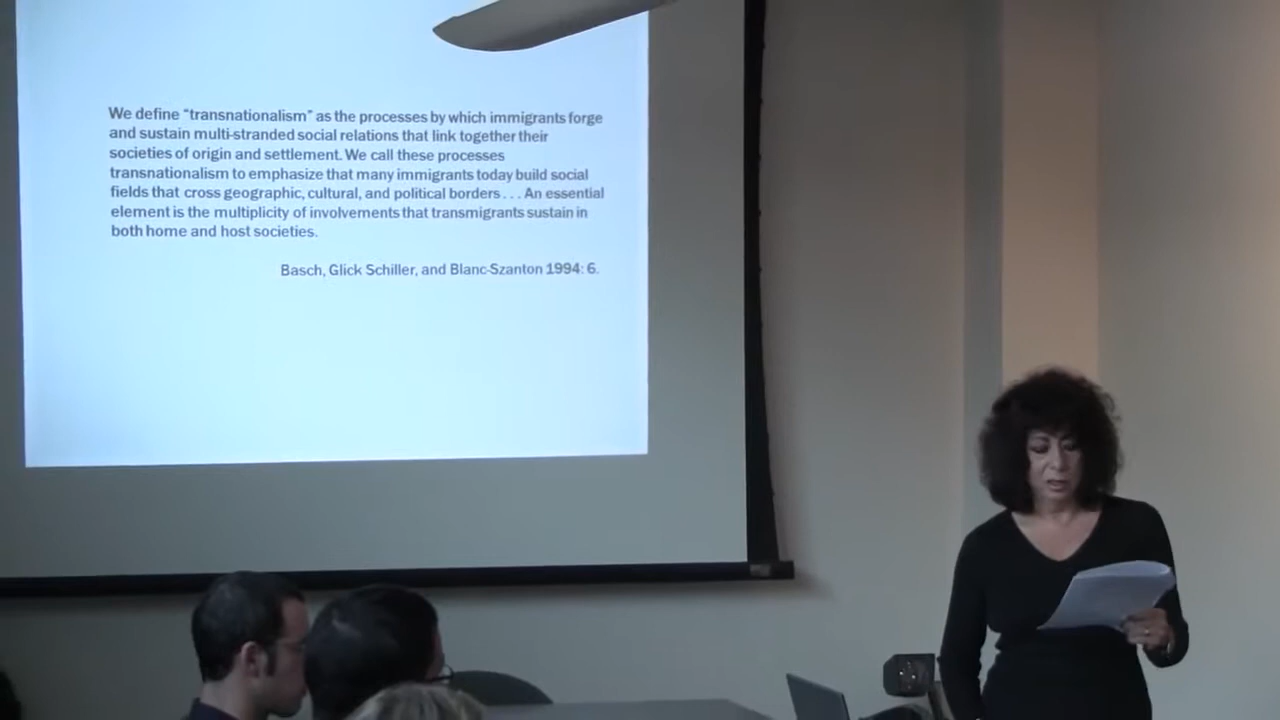 We define “transnationalism” as the processes by which immigrants forge
and sustain multi-stranded social relations that link together their
societies of origin and settlement. We call these processes
transnationalism to emphasize that many immigrants today build social
fields that cross geographic, cultural, and political borders . . . An essential
element is the multiplicity of involvements that transmigrants sustain in
both home and host societies.
Basch, Glick Schiller, and Blanc-Szanton 1994: 6.